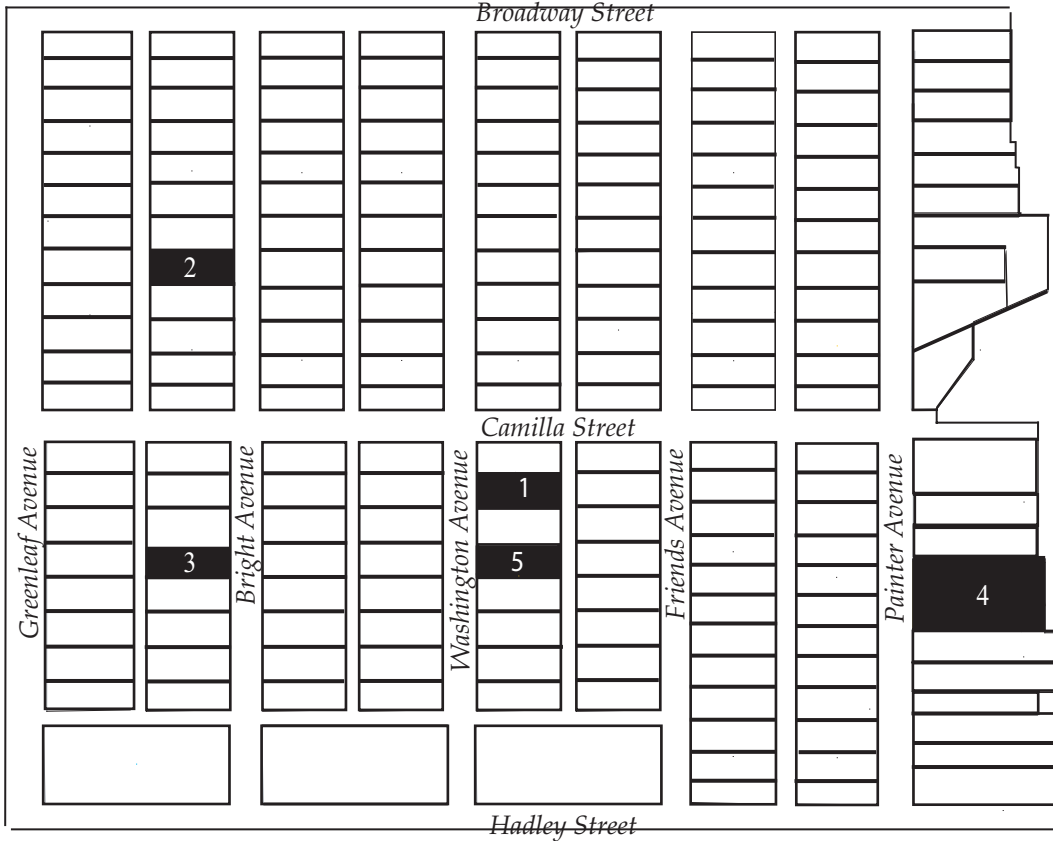 Broadway Street
2
Camilla Street
Greenleaf Avenue
3
Bright Avenue
Washington Avenue
1
5
Friends Avenue
Painter Avenue
4
Hadley Street